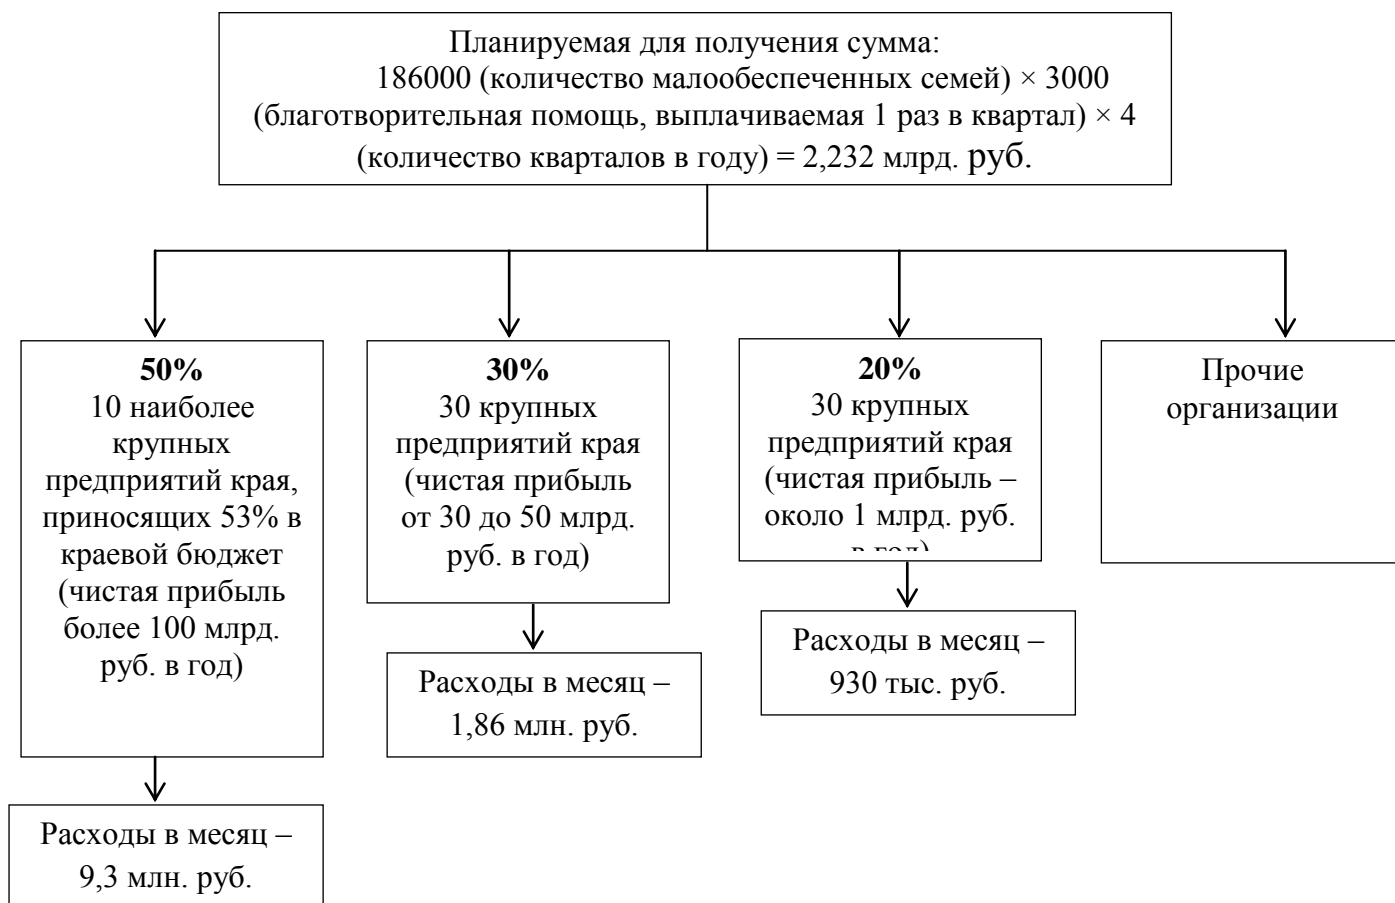 Планируемая для получения сумма:
186000 (количество малообеспеченных семей) × 3000
(благотворительная помощь, выплачиваемая 1 раз в квартал) × 4
(количество кварталов в году) = 2,232 млрд. руб.
50%
10 наиболее
крупных
предприятий края,
приносящих 53% в
краевой бюджет
(чистая прибыль
более 100 млрд.
руб. в год)
30%
30 крупных
предприятий края
(чистая прибыль
от 30 до 50 млрд.
руб. в год)
20%
30 крупных
предприятий края
(чистая прибыль –
около 1 млрд. руб.
в год)
Прочие
организации
Расходы в месяц –
9,3 млн. руб.
Расходы в месяц –
1,86 млн. руб.
Расходы в месяц –
930 тыс. руб.